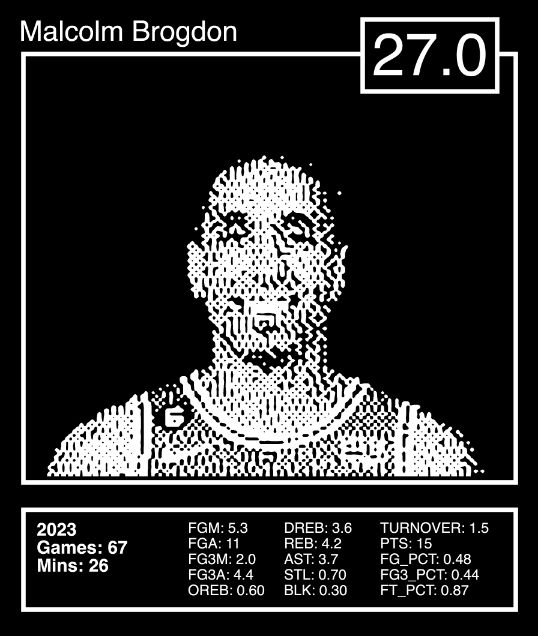 Malcolm Brogdon
27.0
6
2023
Games: 67
Mins: 26
FGM: 5.3
FGA: 11
FG3M: 2.0
FG3A: 4.4
OREB: 0.60
DREB: 3.6
REB: 4.2
AST: 3.7
STL: 0.70
BLK: 0.30
TURNOVER: 1.5
PTS: 15
FG_PCT: 0.48
FG3_PCT: 0.44
FT_PCT: 0.87